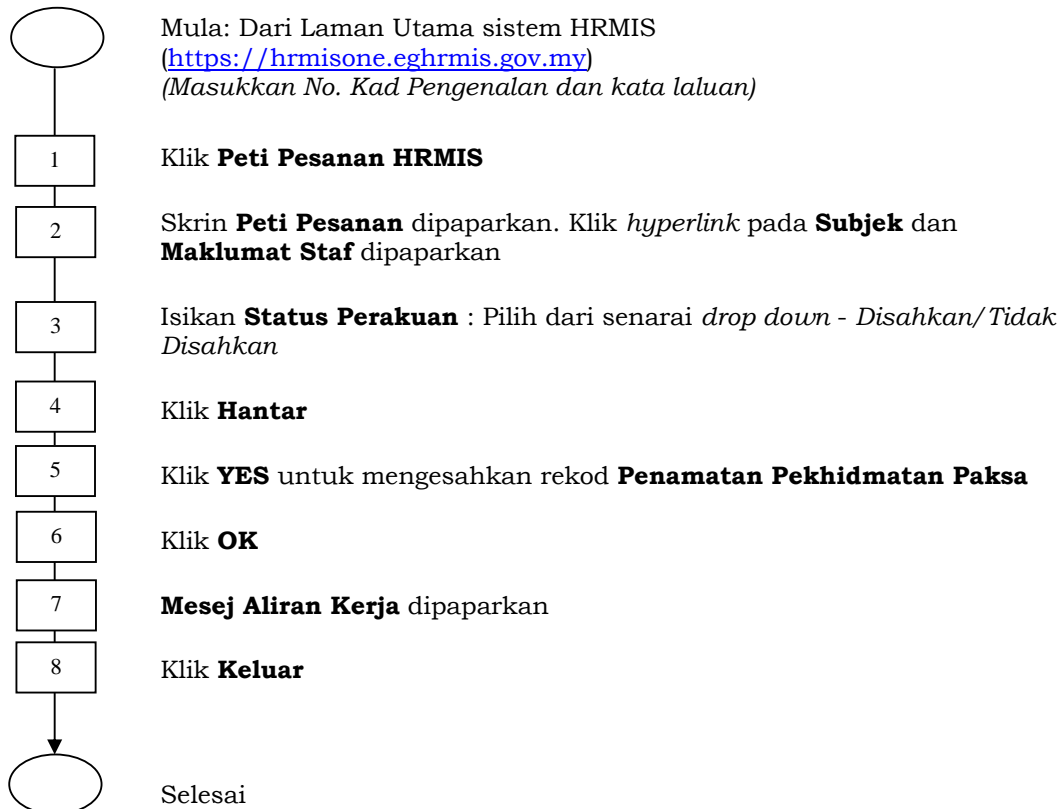 Mula: Dari Laman Utama sistem HRMIS
(https://hrmisone.eghrmis.gov.my)
(Masukkan No. Kad Pengenalan dan kata laluan)
1
Klik Peti Pesanan HRMIS
2
Skrin Peti Pesanan dipaparkan. Klik hyperlink pada Subjek dan
Maklumat Staf dipaparkan
3
Isikan Status Perakuan : Pilih dari senarai drop down - Disahkan/Tidak
Disahkan
4
Klik Hantar
5
Klik YES untuk mengesahkan rekod Penamatan Pekhidmatan Paksa
6
Klik OK
7
Mesej Aliran Kerja dipaparkan
8
Klik Keluar
Selesai